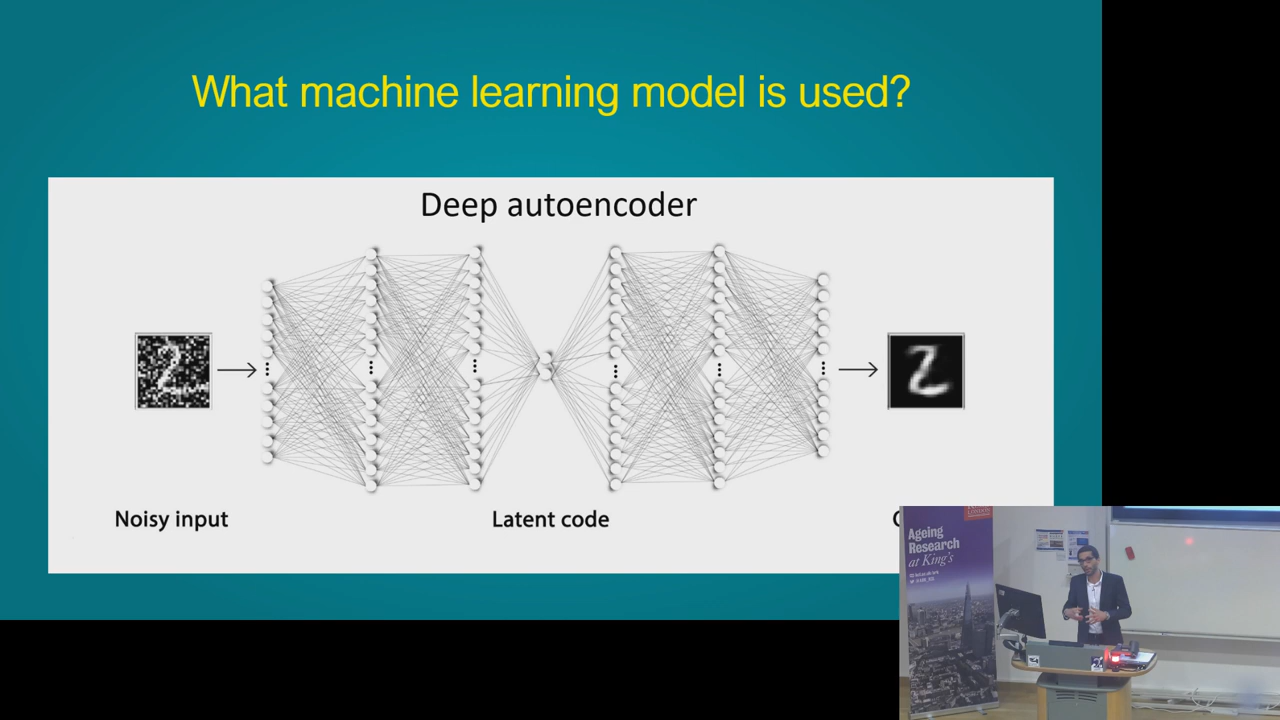 What machine learning model is used?
Deep autoencoder
Noisy input
Latent code
Ageing
Research
at King's